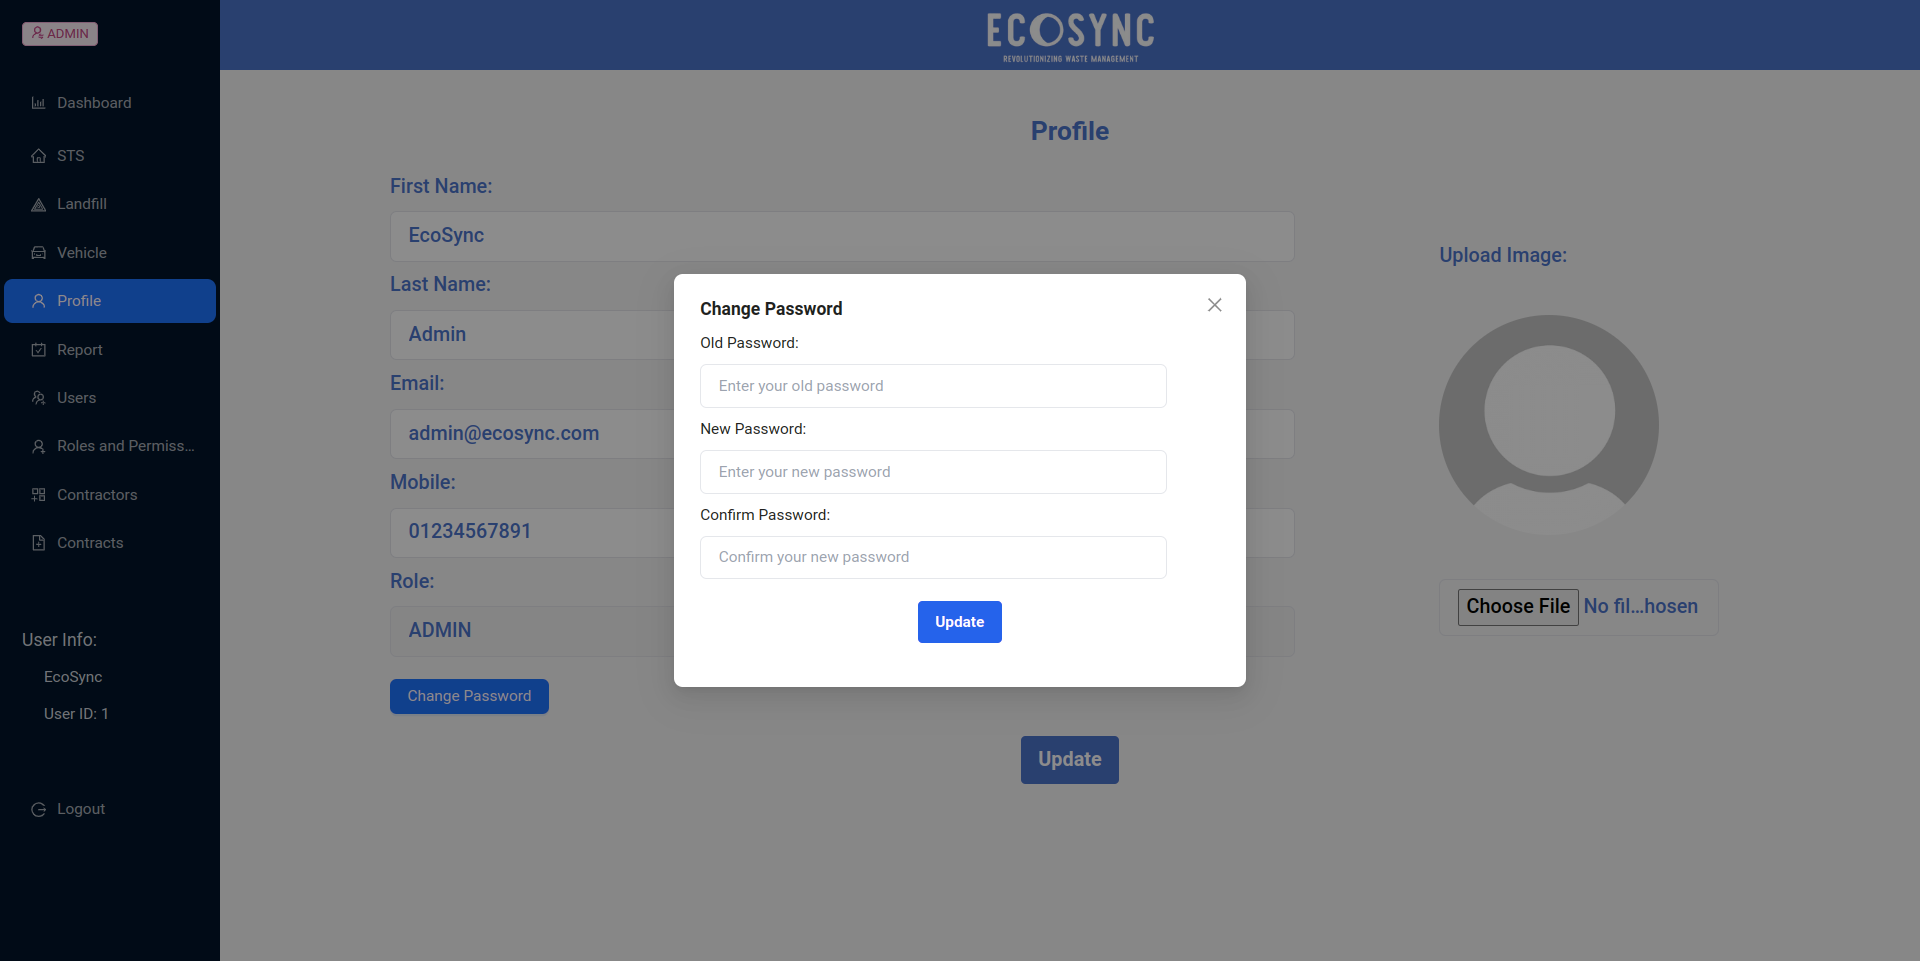 ADMIN
Dashboard
STS
Landfill
Vehicle
Profile
Report
Users
Roles and Permiss...
Contractors
Contracts
User Info:
EcoSync
User ID: 1
Logout
ECOSYNC
REVOLUTIONIZING WASTE MANAGEMENT
Profile
First Name:
EcoSync
Last Name:
Admin
Email:
admin@ecosync.com
Mobile:
01234567891
Role:
ADMIN
Change Password
Update
Upload Image:
Choose File No fil...hosen
Change Password
Old Password:
Enter your old password
New Password:
Enter your new password
Confirm Password:
Confirm your new password
Update